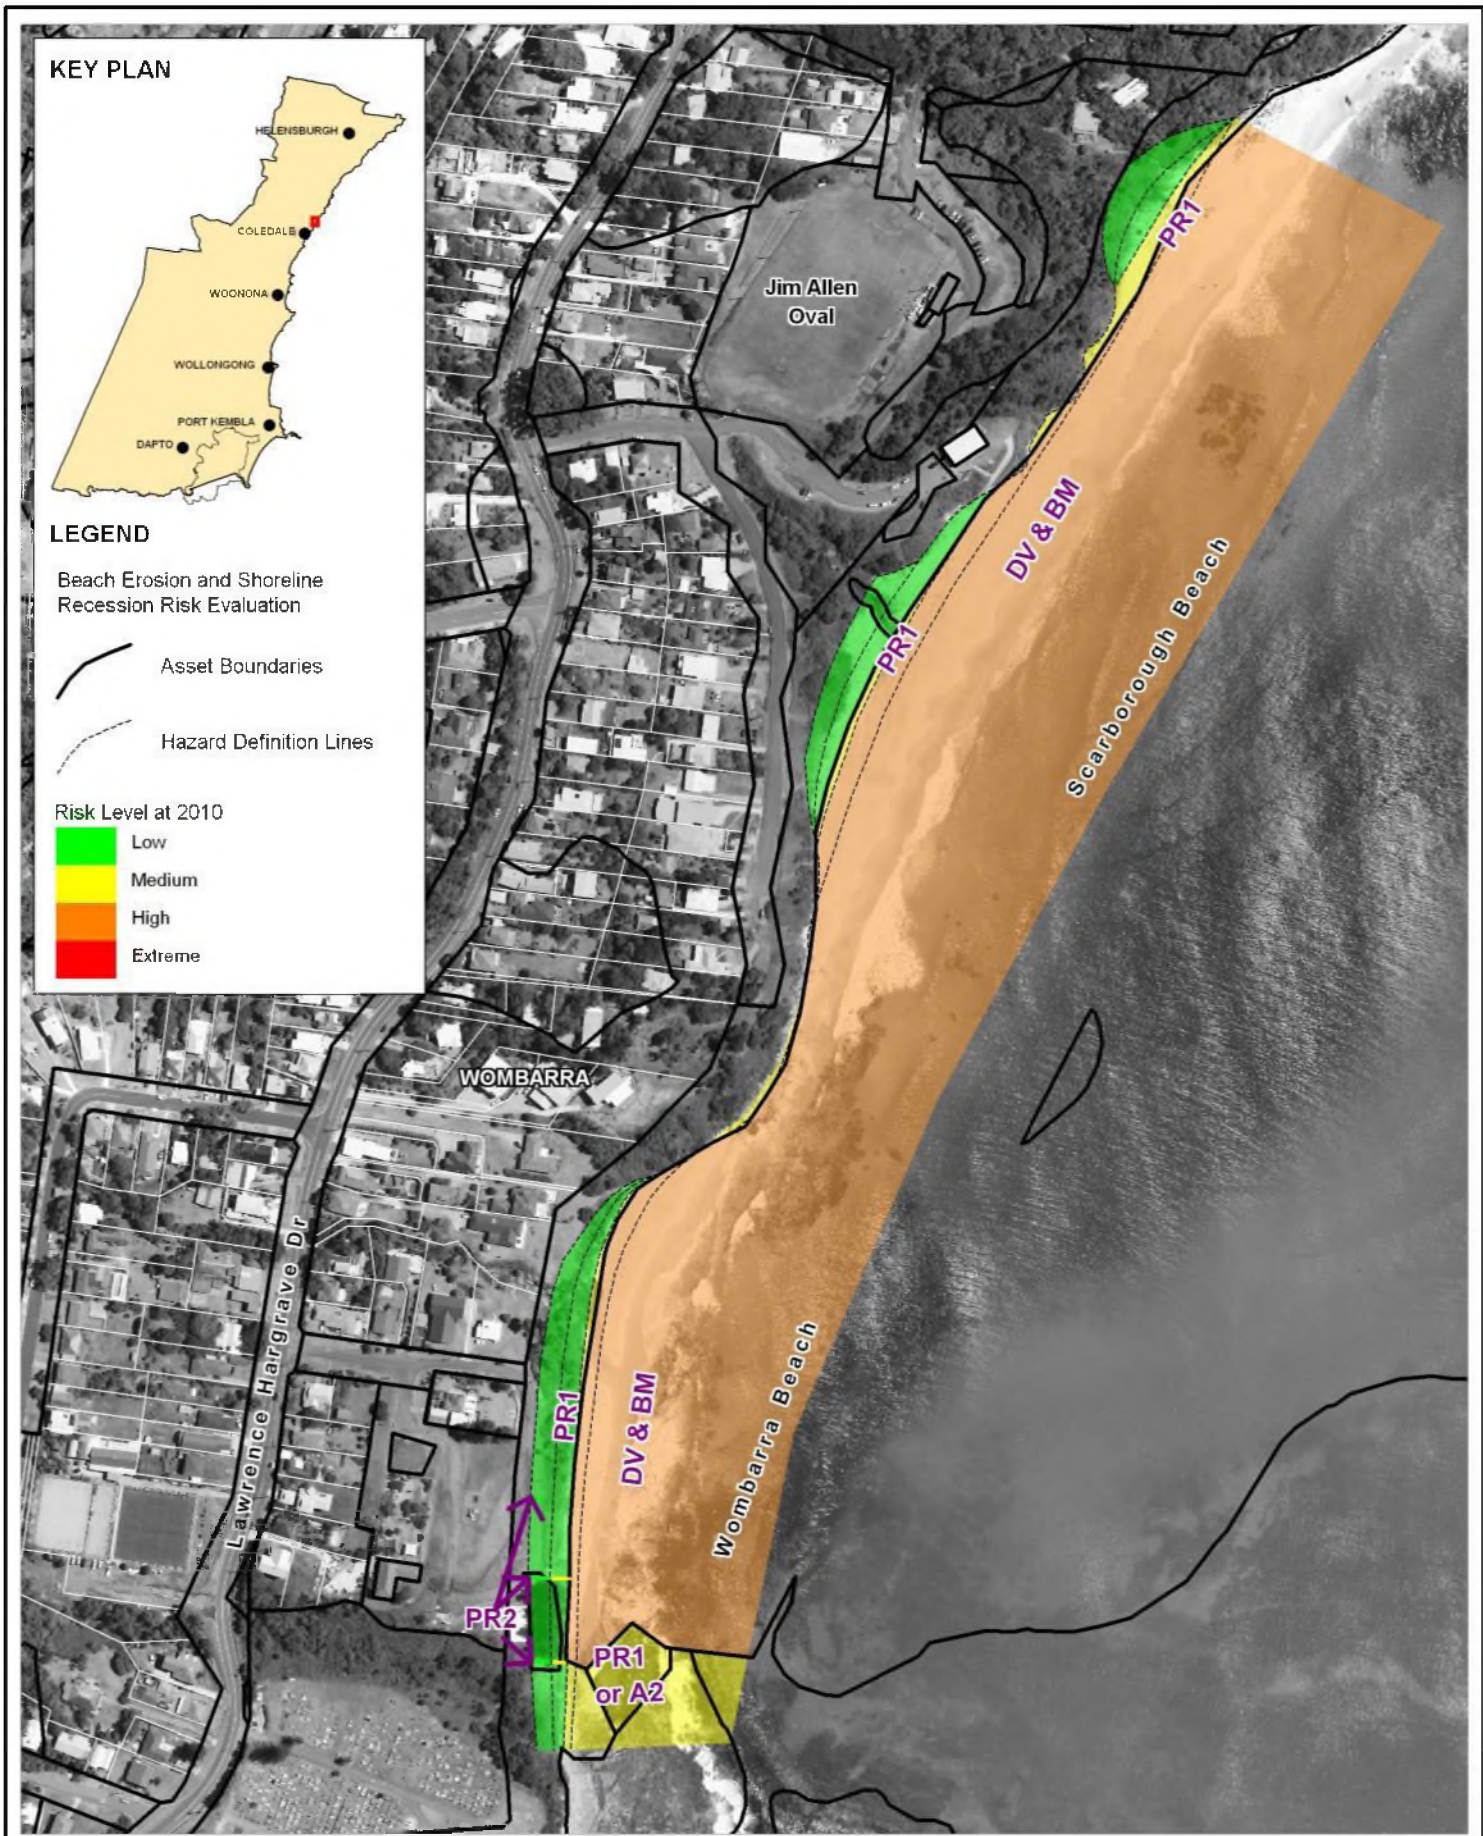 KEY PLAN
HELENSBURGH
COLEDALE
WOONONA
WOLLONGONG
PORT KEMBLA
DAPTO
LEGEND
Beach Erosion and Shoreline
Recession Risk Evaluation
Asset Boundaries
Hazard Definition Lines
Risk Level at 2010
Low
Medium
High
Extreme
Jim Allen
Oval
PR1
DV & BM
PR1
Scarborough Beach
WOMBARRA
Lawrence Hargrave Dr
PR1
DV & BM
Wombarra Beach
PR2
PR1
or A2